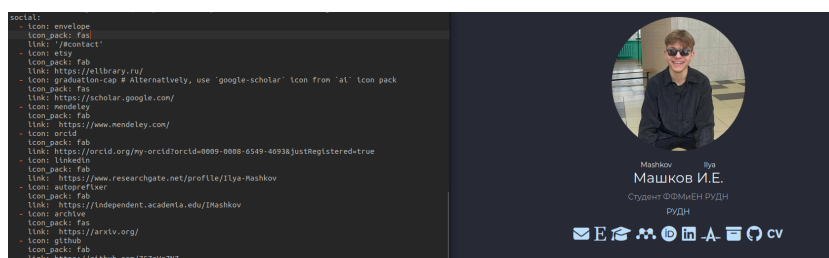 social:
- icon: envelope
icon_pack: fas
link: '/#contact'
- icon: etsy
icon_pack: fab
link: https://elibrary.ru/
- icon: graduation-cap # Alternatively, use `google-scholar` icon from `ai` icon pack
icon_pack: fas
link: https://scholar.google.com/
- icon: mendeley
icon_pack: fab
link:  https://www.mendeley.com/
- icon: orcid
icon_pack: fab
link: https://orcid.org/my-orcid?orcid=0009-0008-6549-4693&justRegistered=true
- icon: linkedin
icon_pack: fab
link: https://www.researchgate.net/profile/Ilya-Mashkov
- icon: autoprefixer
icon_pack: fab
link: https://independent.academia.edu/IMashkov
- icon: archive
icon_pack: fas
link: https://arxiv.org/
- icon: github
icon_pack: fab
Mashkov Ilya
Машков И.Е.
Студент ФФМиЕН РУДН
РУДН
E iD in CV